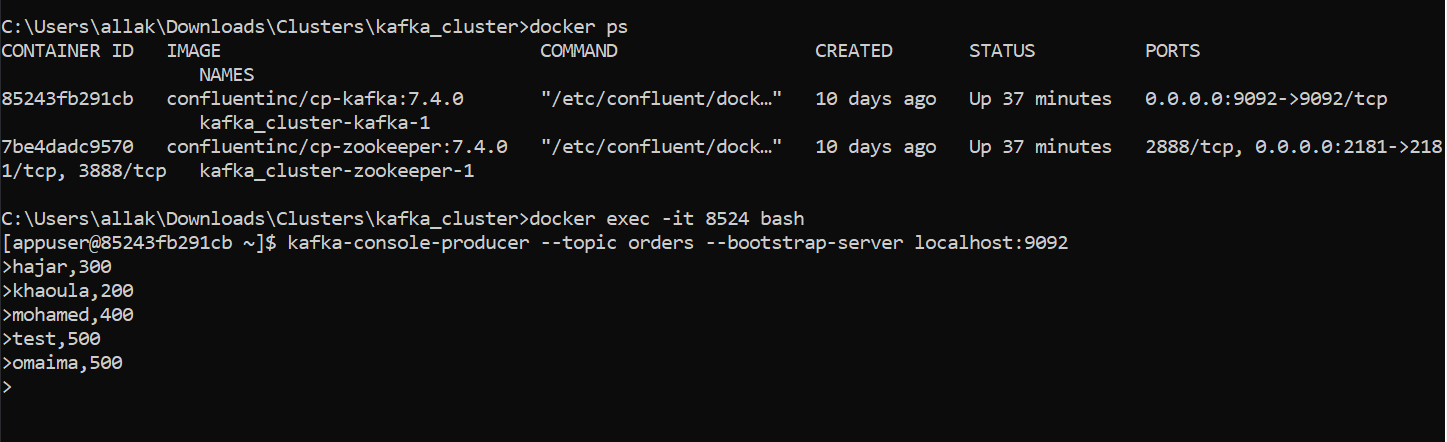 C:\Users\allak\Downloads\Clusters\kafka_cluster>docker ps
CONTAINER ID   IMAGE                             COMMAND                  CREATED       STATUS          PORTS
                 NAMES
85243fb291cb   confluentinc/cp-kafka:7.4.0       "/etc/confluent/dock…"   10 days ago   Up 37 minutes   0.0.0.0:9092->9092/tcp
                 kafka_cluster-kafka-1
7be4dadc9570   confluentinc/cp-zookeeper:7.4.0   "/etc/confluent/dock…"   10 days ago   Up 37 minutes   2888/tcp, 0.0.0.0:2181->218
1/tcp, 3888/tcp   kafka_cluster-zookeeper-1
C:\Users\allak\Downloads\Clusters\kafka_cluster>docker exec -it 8524 bash
[appuser@85243fb291cb ~]$ kafka-console-producer --topic orders --bootstrap-server localhost:9092
>hajar,300
>khaoula,200
>mohamed,400
>test,500
>omaima,500
>